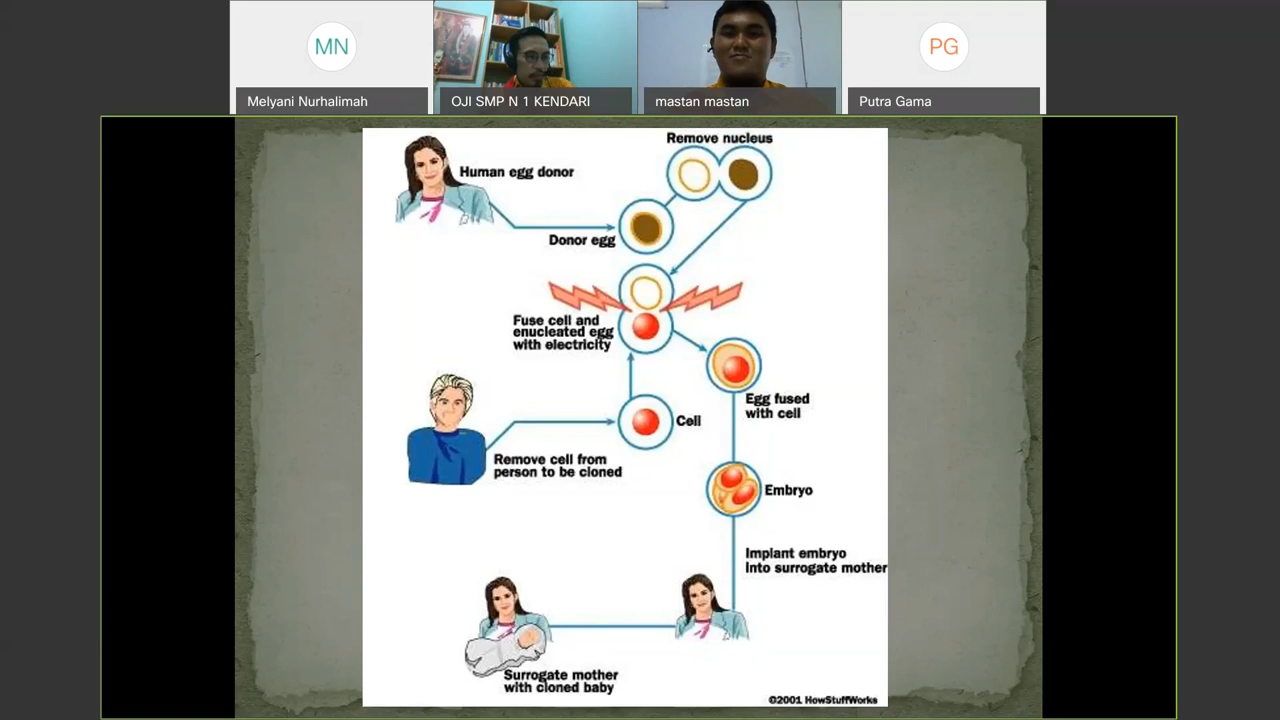 MN
PG
Melyani Nurhalimah
OJI SMP N 1 KENDARI
mastan mastan
Putra Gama
Remove nucleus
Human egg donor
Donor egg
Fuse cell and
enucleated egg
with electricity
Egg fused
with cell
Cell
Remove cell from
person to be cloned
Embryo
Implant embryo
into surrogate mother
Surrogate mother
with cloned baby
©2001 HowStuffWorks